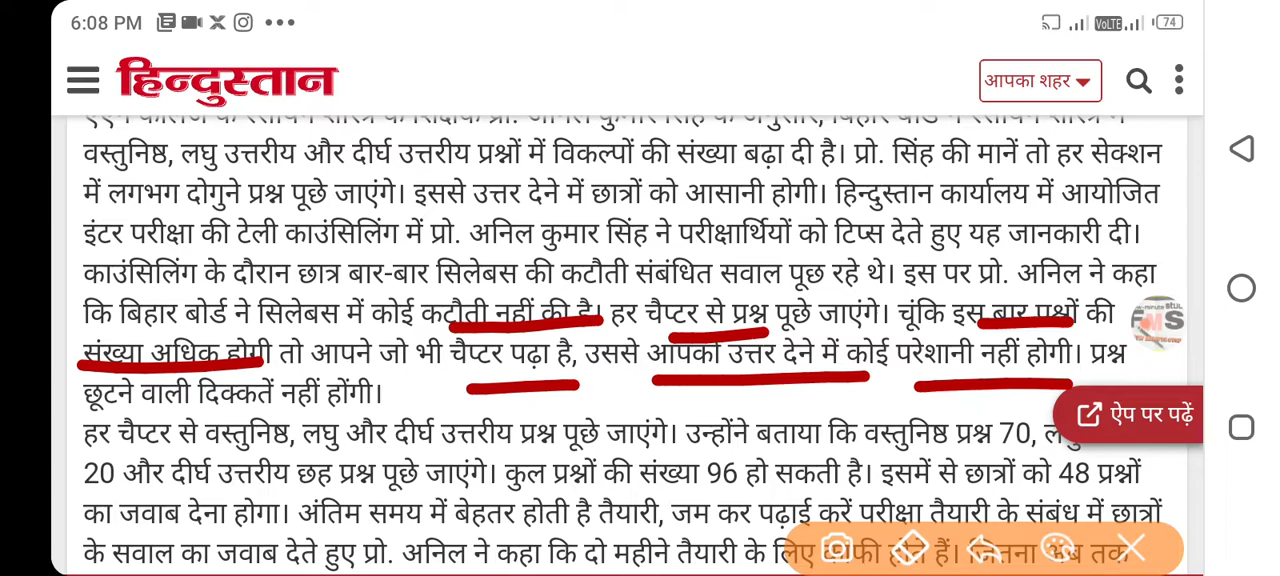 6:08 PM
VoLTE 74
हिन्दुस्तान
आपका शहर
वस्तुनिष्ठ, लघु उत्तरीय और दीर्घ उत्तरीय प्रश्नों में विकल्पों की संख्या बढ़ा दी है। प्रो. सिंह की मानें तो हर सेक्शन
में लगभग दोगुने प्रश्न पूछे जाएंगे। इससे उत्तर देने में छात्रों को आसानी होगी। हिन्दुस्तान कार्यालय में आयोजित
इंटर परीक्षा की टेली काउंसिलिंग में प्रो. अनिल कुमार सिंह ने परीक्षार्थियों को टिप्स देते हुए यह जानकारी दी।
काउंसिलिंग के दौरान छात्र बार-बार सिलेबस की कटौती संबंधित सवाल पूछ रहे थे। इस पर प्रो. अनिल ने कहा
कि बिहार बोर्ड ने सिलेबस में कोई कटौती नहीं की है। हर चैप्टर से प्रश्न पूछे जाएंगे। चूंकि इस बार प्रश्नों की
संख्या अधिक होगी तो आपने जो भी चैप्टर पढ़ा है, उससे आपको उत्तर देने में कोई परेशानी नहीं होगी। प्रश्न
छूटने वाली दिक्कतें नहीं होंगी।
ऐप पर पढ़ें
हर चैप्टर से वस्तुनिष्ठ, लघु और दीर्घ उत्तरीय प्रश्न पूछे जाएंगे। उन्होंने बताया कि वस्तुनिष्ठ प्रश्न 70,
20 और दीर्घ उत्तरीय छह प्रश्न पूछे जाएंगे। कुल प्रश्नों की संख्या 96 हो सकती है। इसमें से छात्रों को 48 प्रश्नों
का जवाब देना होगा। अंतिम समय में बेहतर होती है तैयारी, जम कर पढ़ाई करें परीक्षा तैयारी के संबंध में छात्रों
के सवाल का जवाब देते हुए प्रो. अनिल ने कहा कि दो महीने तैयारी के लिए काफी होते हैं।